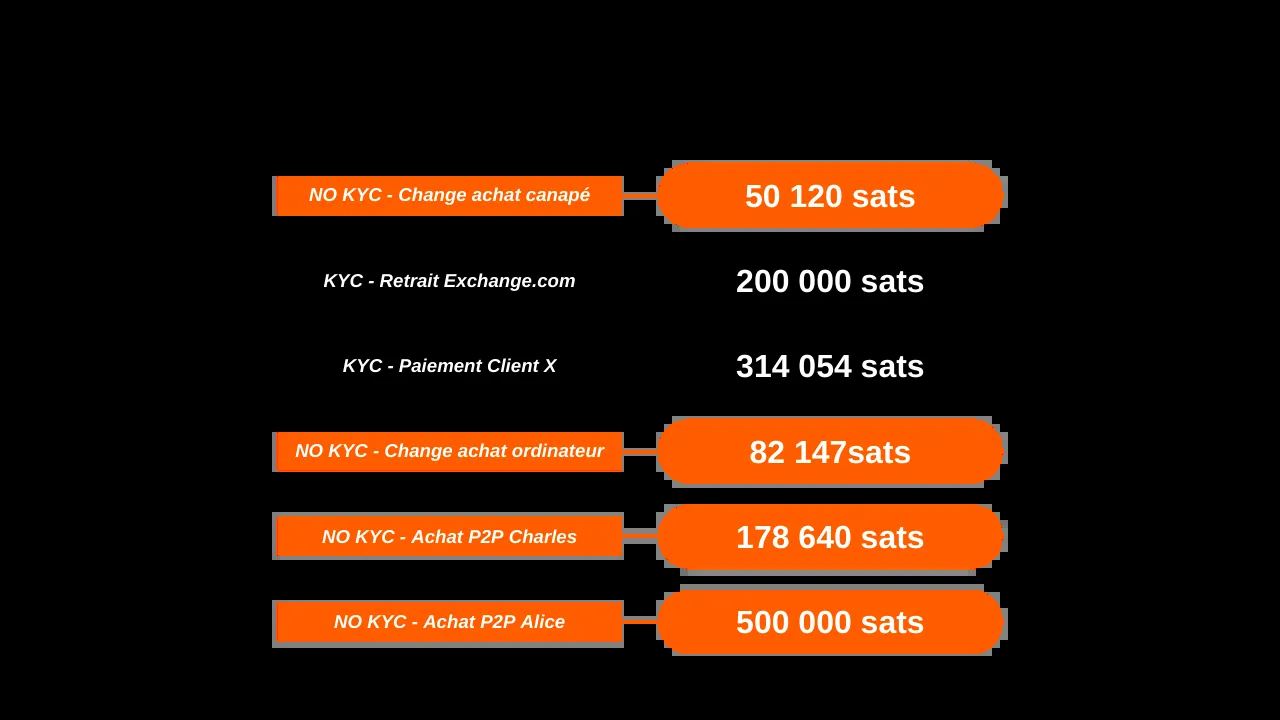 NO KYC - Change achat canapé
50 120 sats
KYC - Retrait Exchange.com
200 000 sats
KYC - Paiement Client X
314 054 sats
NO KYC - Change achat ordinateur
82 147sats
NO KYC - Achat P2P Charles
178 640 sats
NO KYC - Achat P2P Alice
500 000 sats